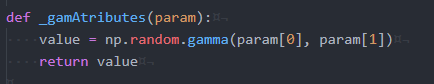 def _gamAtributes(param):¤¬
····value = np.random.gamma(param[0], param[1])¤¬
····return value¤¬